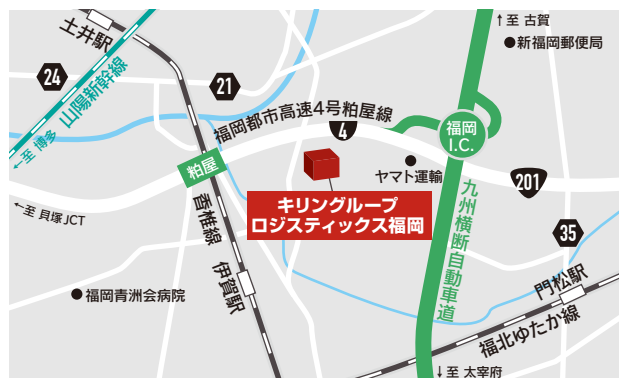 ↑至 古賀
新福岡郵便局
土井駅
24
21
山陽新幹線
←至 博多
福岡都市高速4号粕屋線
4
福岡
I.C.
粕屋
ヤマト運輸
201
キリングループ
ロジスティックス福岡
←至 貝塚JCT
香椎線
伊賀駅
九州横断自動車道
35
福岡青洲会病院
門松駅
福北ゆたか線
↓至 太宰府